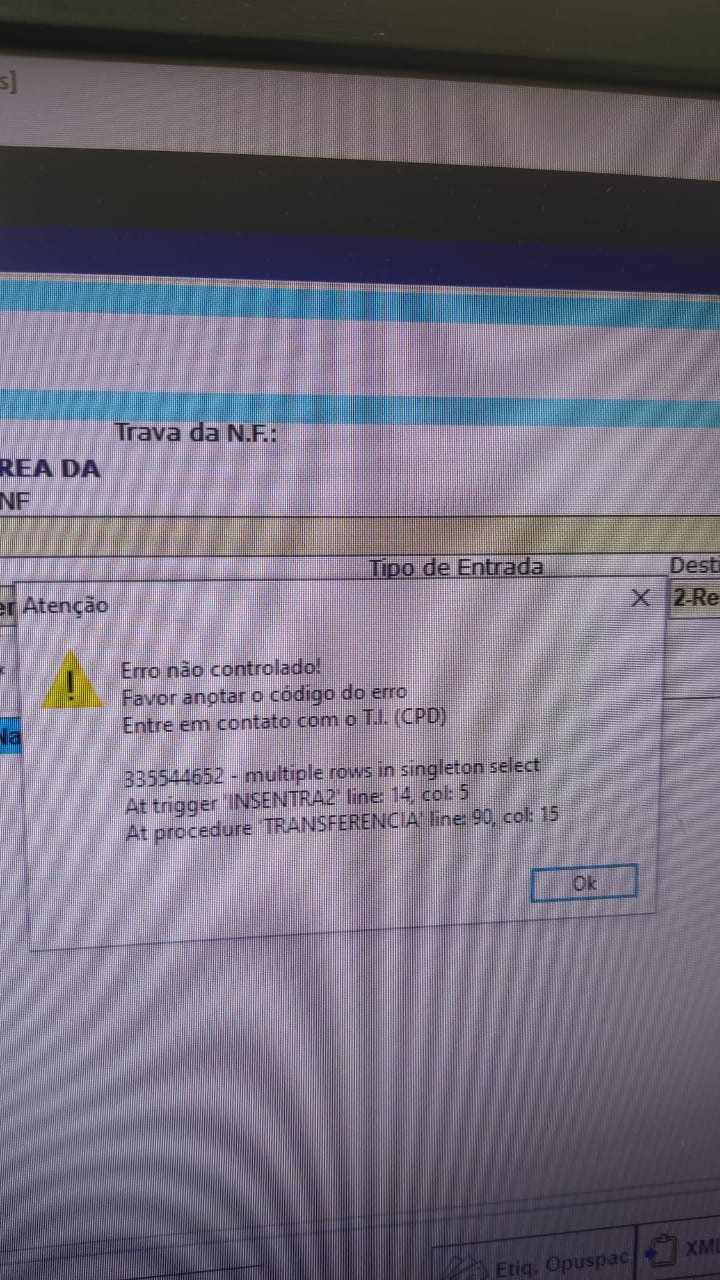 s]
Trava da N.F.:
REA DA
NF
Tipo de Entrada
Desti
er
Atenção
X
2-Re
Erro não controlado!
Favor anotar o código do erro
Entre em contato com o T.I. (CPD)
Na
335544652 - multiple rows in singleton select
At trigger 'INSENTRA2' line: 14, col: 5
At procedure 'TRANSFERENCIA' line: 90, col: 15
Ok
Etiq. Opuspac
XML